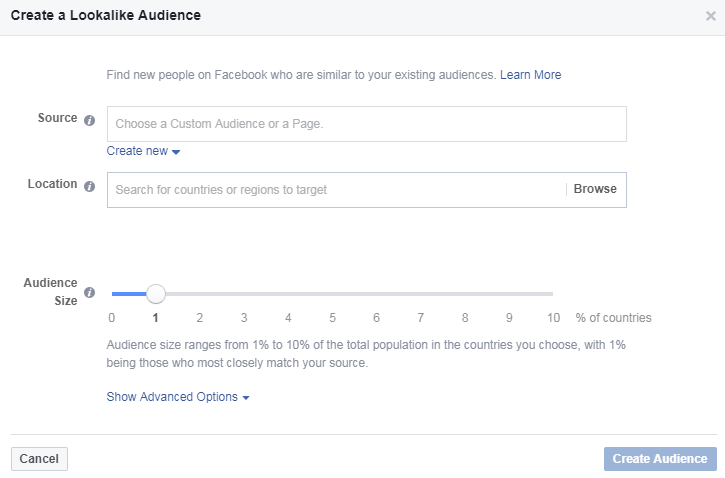 Create a Lookalike Audience
×
Find new people on Facebook who are similar to your existing audiences. Learn More
Source i
Choose a Custom Audience or a Page.
Create new
Location i
Search for countries or regions to target
Browse
Audience
Size i
0 1 2 3 4 5 6 7 8 9 10 % of countries
Audience size ranges from 1% to 10% of the total population in the countries you choose, with 1%
being those who most closely match your source.
Show Advanced Options
Cancel
Create Audience